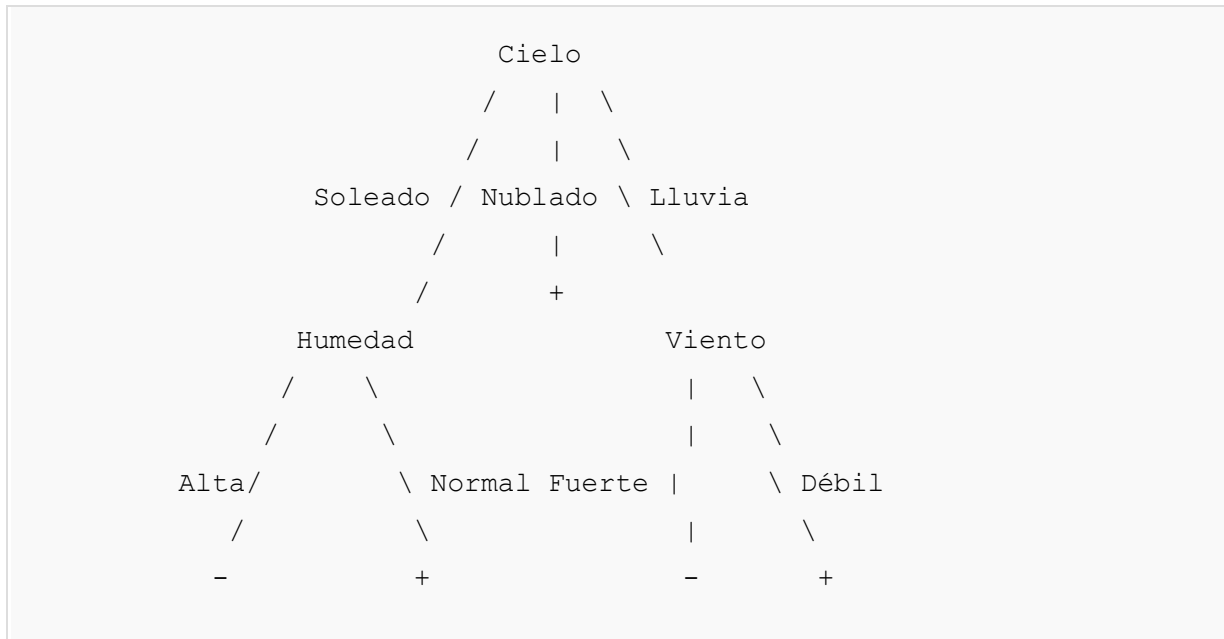 Cielo
/ | \
/ | \
Soleado / Nublado \ Lluvia
/ | \
/ +
Humedad Viento
/ \ | \
/ \ | \
Alta/ \ Normal Fuerte | \ Débil
/ \ | \
- + - +